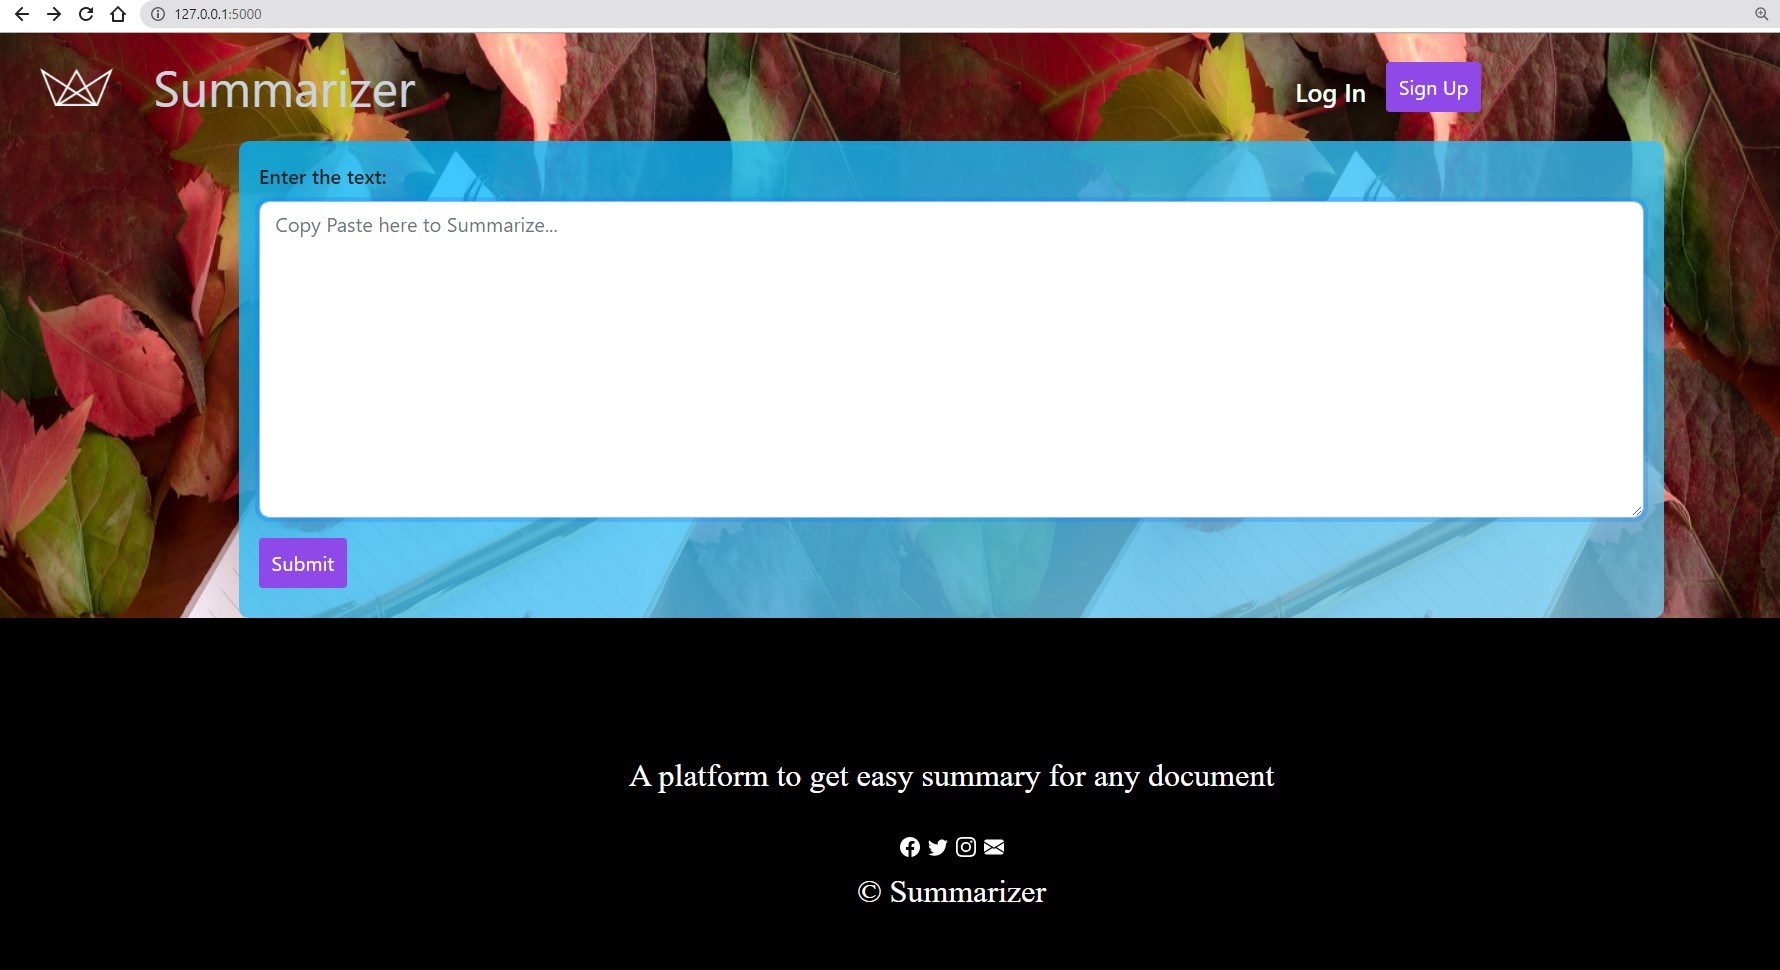 127.0.0.1:5000
Summarizer
Log In
Sign Up
Enter the text:
Copy Paste here to Summarize...
Submit
A platform to get easy summary for any document
© Summarizer